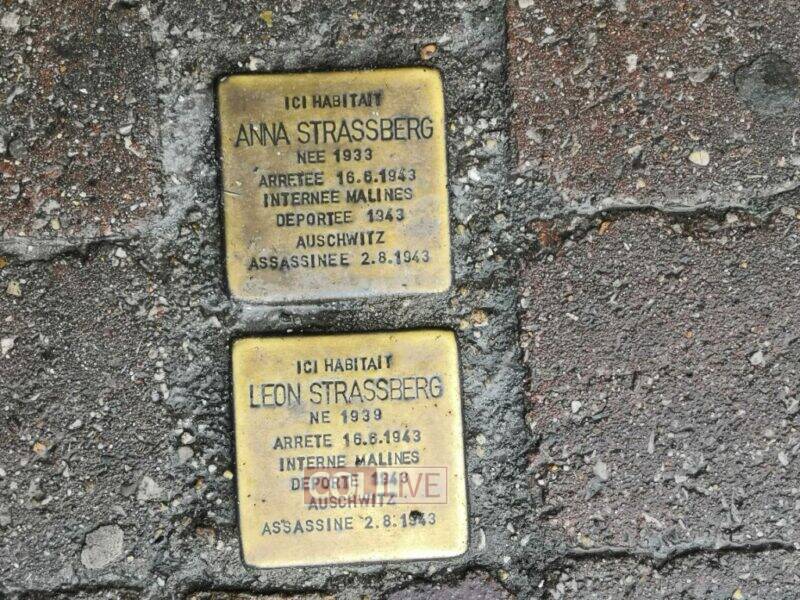 ICI HABITAIT
ANNA STRASSBERG
NEE 1933
ARRETEE 16.6.1943
INTERNEE MALINES
DEPORTEE 1943
AUSCHWITZ
ASSASSINEE 2.8.1943
ICI HABITAIT
LEON STRASSBERG
NE 1939
ARRETE 16.6.1943
INTERNE MALINES
DEPORTE 1943
AUSCHWITZ
ASSASSINE 2.8.1943